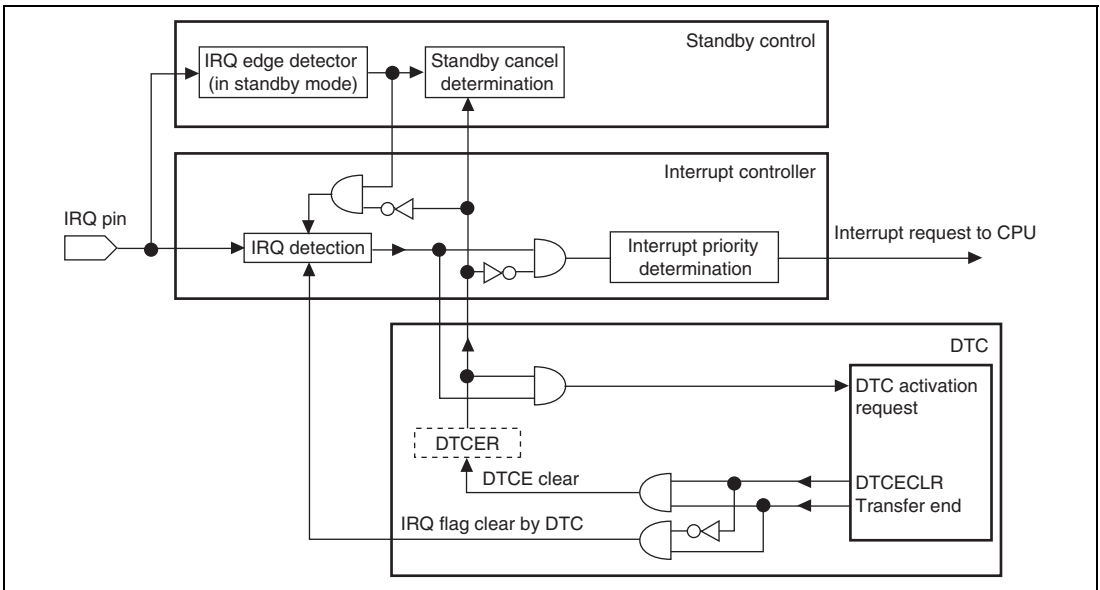 Standby control
IRQ edge detector
(in standby mode)
Standby cancel
determination
Interrupt controller
IRQ pin
IRQ detection
Interrupt priority
determination
Interrupt request to CPU
DTC
DTC activation
request
DTCER
DTCE clear
DTCECLR
Transfer end
IRQ flag clear by DTC